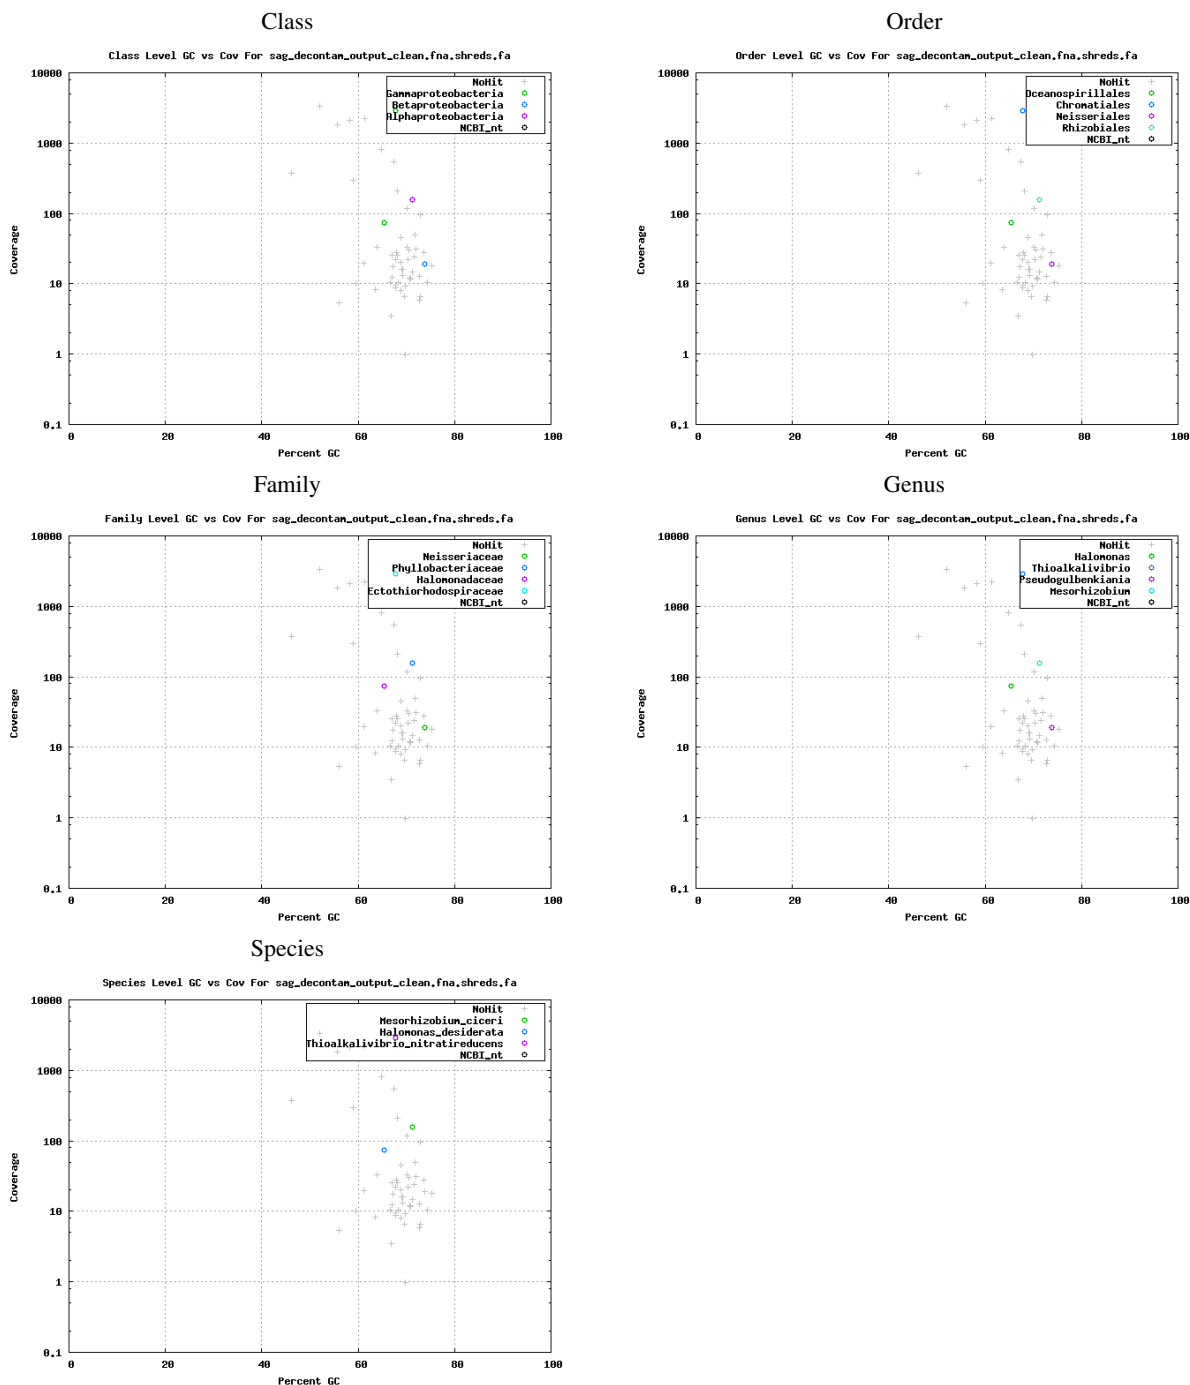 Class
Order
Class Level GC vs Cov For sag_decontam_output_clean.fna.shreds.fa
10000
1000
100
10
1
0.1
Coverage
NoHit
Gammaproteobacteria
Betaproteobacteria
Alphaproteobacteria
NCBI_nt
0
20
40
60
80
100
Percent GC
Order Level GC vs Cov For sag_decontam_output_clean.fna.shreds.fa
10000
1000
100
10
1
0.1
Coverage
NoHit
Oceanospirillales
Chromatiales
Neisseriales
Rhizobiales
NCBI_nt
0
20
40
60
80
100
Percent GC
Family
Genus
Family Level GC vs Cov For sag_decontam_output_clean.fna.shreds.fa
10000
1000
100
10
1
0.1
Coverage
NoHit
Neisseriaceae
Phyllobacteriaceae
Halomonadaceae
Ectothiorhodospiraceae
NCBI_nt
0
20
40
60
80
100
Percent GC
Genus Level GC vs Cov For sag_decontam_output_clean.fna.shreds.fa
10000
1000
100
10
1
0.1
Coverage
NoHit
Halomonas
Thioalkalivibrio
Pseudogulbenkiania
Mesorhizobium
NCBI_nt
0
20
40
60
80
100
Percent GC
Species
Species Level GC vs Cov For sag_decontam_output_clean.fna.shreds.fa
10000
1000
100
10
1
0.1
Coverage
NoHit
Mesorhizobium_ciceri
Halomonas_desiderata
Thioalkalivibrio_nitratireducens
NCBI_nt
0
20
40
60
80
100
Percent GC